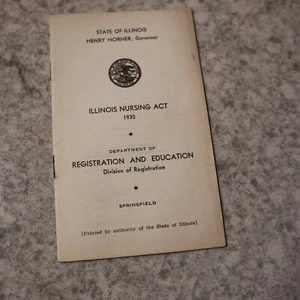 STATE OF ILLINOIS
HENRY HORNER, Governor
ILLINOIS NURSING ACT
1935
DEPARTMENT OF
REGISTRATION AND EDUCATION
Division of Registration
SPRINGFIELD
(Printed by authority of the State of Illinois)